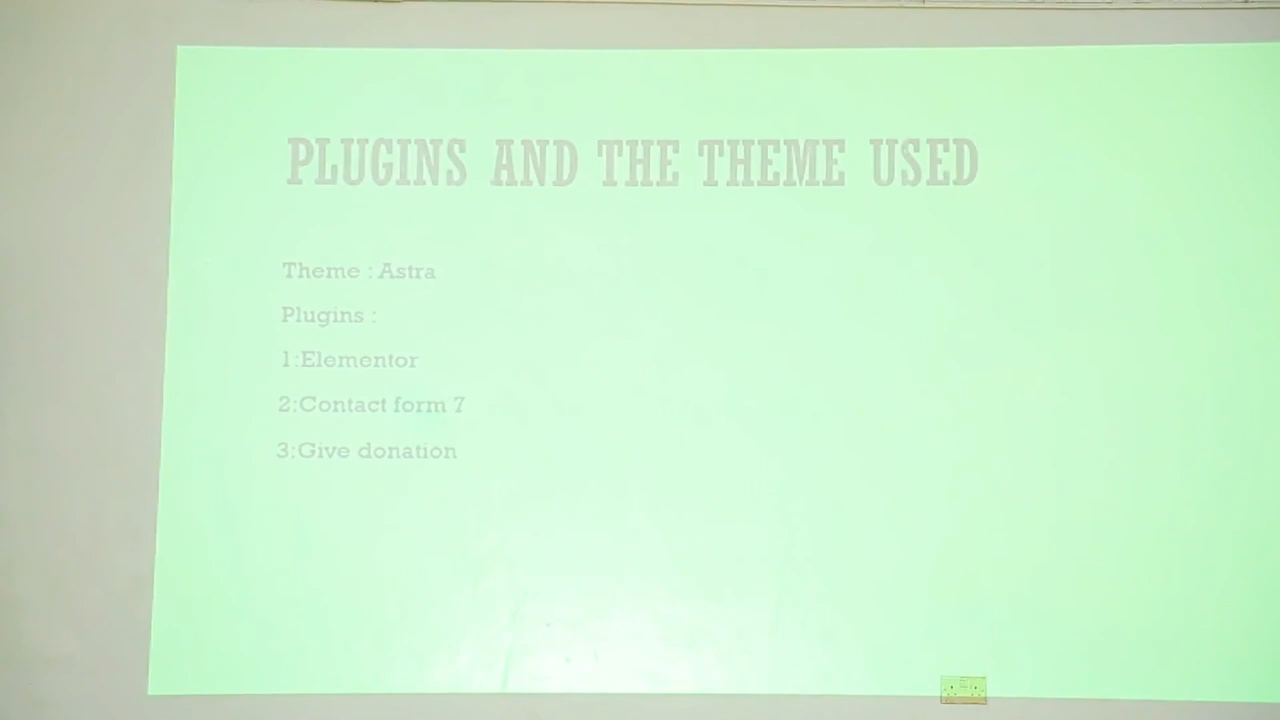 PLUGINS AND THE THEME USED
Theme : Astra
Plugins :
1:Elementor
2:Contact form 7
3:Give donation